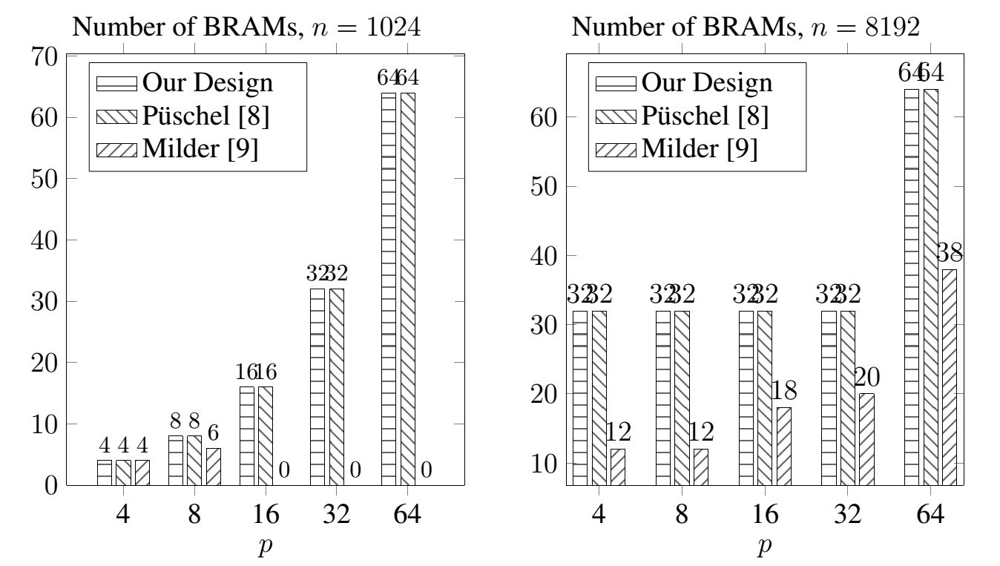 Number of BRAMs, n = 1024
70
60
50
40
30
20
10
0
Our Design
Püschel [8]
Milder [9]
4 4 4
8 8 6
16 16 0
32 32 0
64 64 0
4 8 16 32 64
p
Number of BRAMs, n = 8192
60
50
40
30
20
10
Our Design
Püschel [8]
Milder [9]
32 32 12
32 32 12
32 32 18
32 32 20
64 64 38
4 8 16 32 64
p